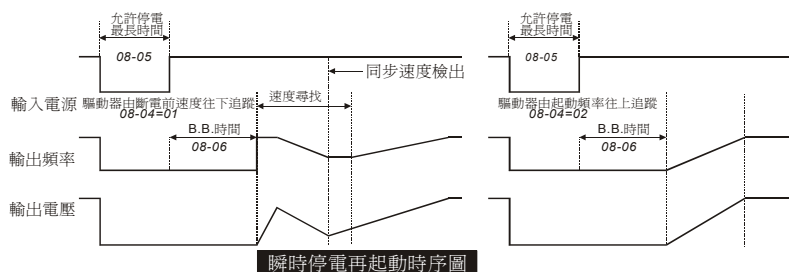 允許停電
最長時間
08-05
同步速度檢出
輸入電源
驅動器由斷電前速度往下追蹤
08-04=01
速度尋找
B.B.時間
08-06
輸出頻率
輸出電壓
允許停電
最長時間
08-05
驅動器由起動頻率往上追蹤
08-04=02
B.B.時間
08-06
瞬時停電再起動時序圖